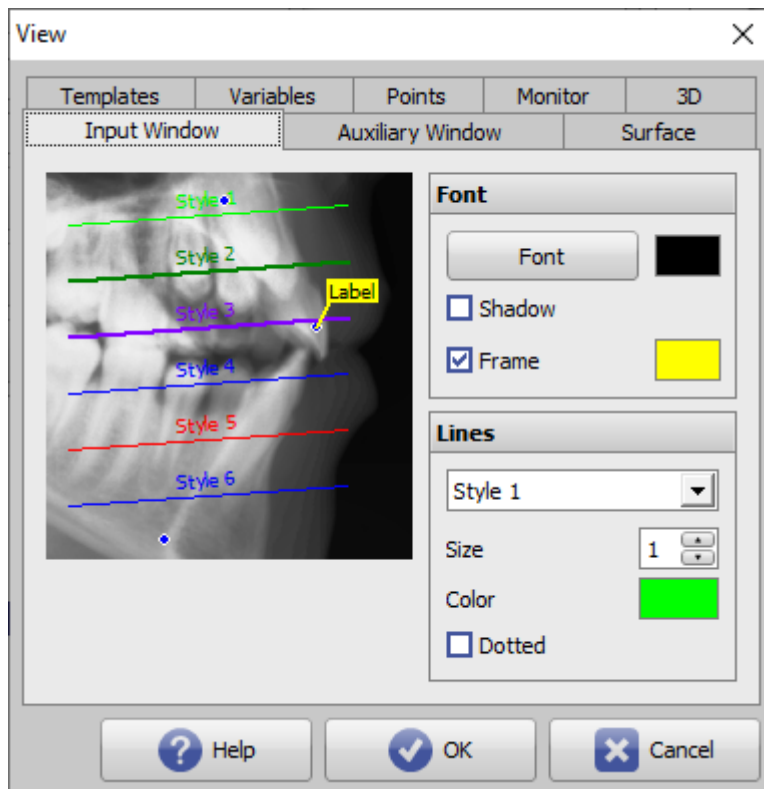 View
Templates Variables Points Monitor 3D
Input Window Auxiliary Window Surface
Style 1
Style 2
Style 3
Label
Style 4
Style 5
Style 6
Font
Font
Shadow
Frame
Lines
Style 1
Size 1
Color
Dotted
? Help OK Cancel